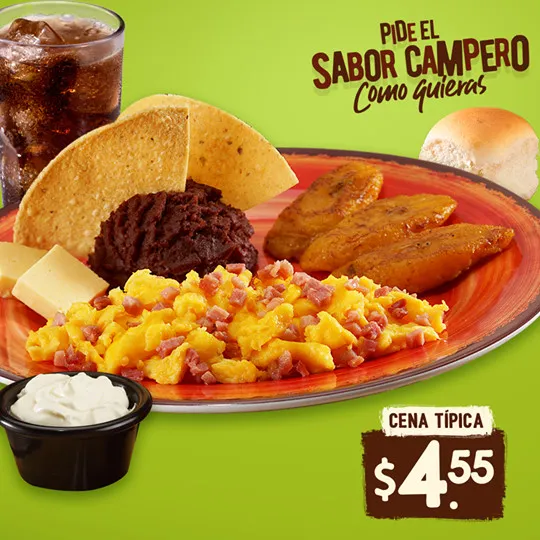 PIDE EL
SABOR CAMPERO
Como quieras
CENA TÍPICA
$4.55